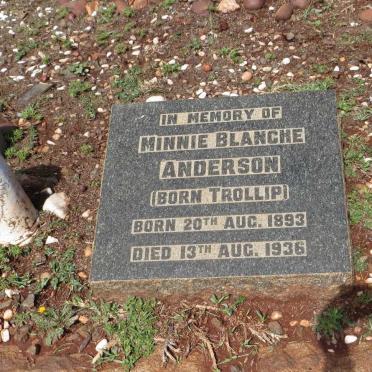 IN MEMORY OF
MINNIE BLANCHE
ANDERSON
(BORN TROLLIP)
BORN 20TH AUG. 1893
DIED 13TH AUG. 1936